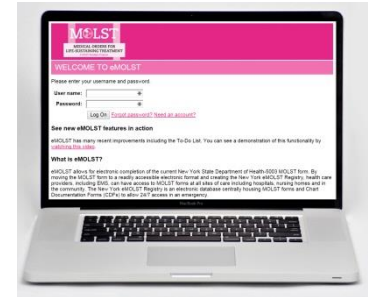 MOLST
MEDICAL ORDERS FOR
LIFE-SUSTAINING TREATMENT
WELCOME TO eMOLST
Please enter your username and password
User name:
Password:
Log On Forgot password? Need an account?
See new eMOLST features in action
eMOLST has many recent improvements including the To-Do List. You can see a demonstration of this functionality by
watching this video.
What is eMOLST?
eMOLST allows for electronic completion of the current New York State Department of Health-5003 MOLST form. By
moving the MOLST form to a readily accessible electronic format and creating the New York eMOLST Registry, health care
providers, including EMS, can have access to MOLST forms at all sites of care including hospitals, nursing homes and in
the community. The New York eMOLST Registry is an electronic database centrally housing MOLST forms and Chart
Documentation Forms (CDFs) to allow 24/7 access in an emergency.
MacBook Pro